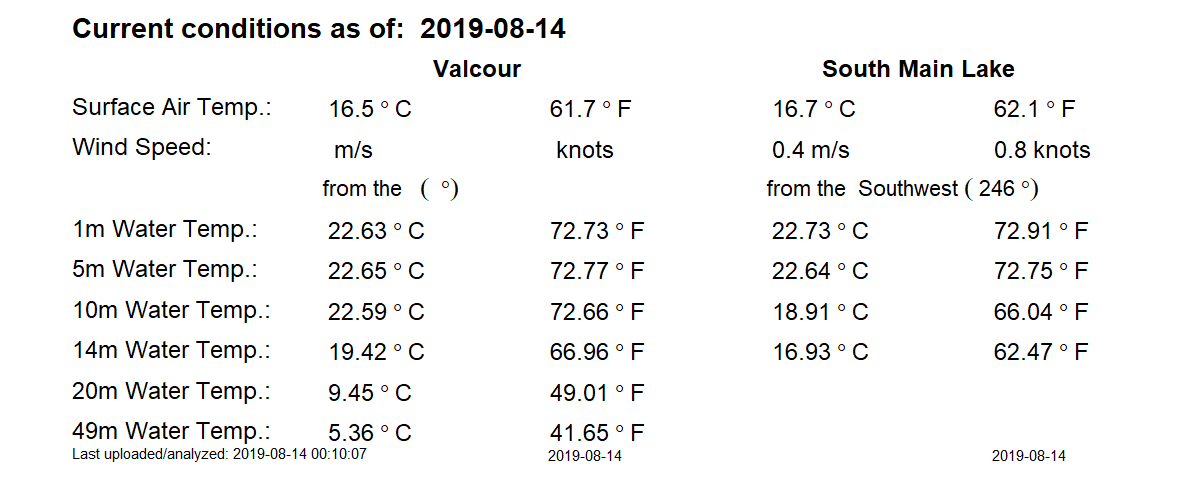 Current conditions as of: 2019-08-14
Valcour South Main Lake
Surface Air Temp.: 16.5 ° C 61.7 ° F 16.7 ° C 62.1 ° F
Wind Speed: m/s knots 0.4 m/s 0.8 knots
from the ( °) from the Southwest ( 246 °)
1m Water Temp.: 22.63 ° C 72.73 ° F 22.73 ° C 72.91 ° F
5m Water Temp.: 22.65 ° C 72.77 ° F 22.64 ° C 72.75 ° F
10m Water Temp.: 22.59 ° C 72.66 ° F 18.91 ° C 66.04 ° F
14m Water Temp.: 19.42 ° C 66.96 ° F 16.93 ° C 62.47 ° F
20m Water Temp.: 9.45 ° C 49.01 ° F
49m Water Temp.: 5.36 ° C 41.65 ° F
Last uploaded/analyzed: 2019-08-14 00:10:07 2019-08-14 2019-08-14